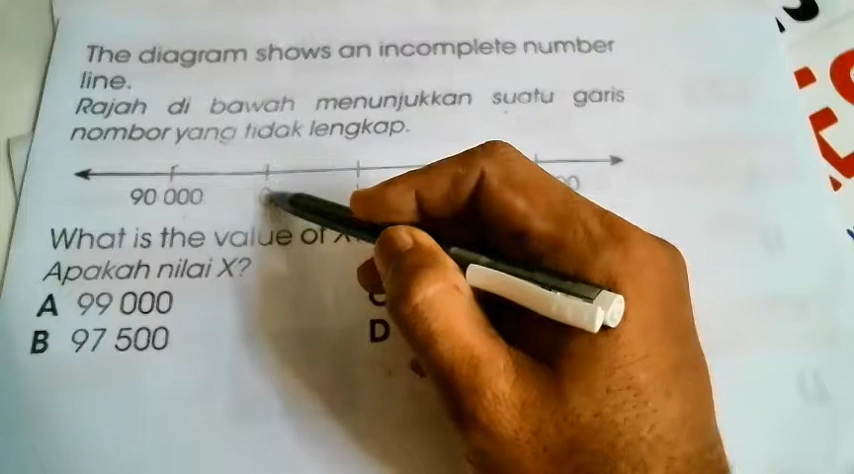 The diagram shows an incomplete number
line.
Rajah di bawah menunjukkan suatu garis
nombor yang tidak lengkap.
90 000
What is the value of
Apakah nilai X?
A 99 000
B 97 500
D